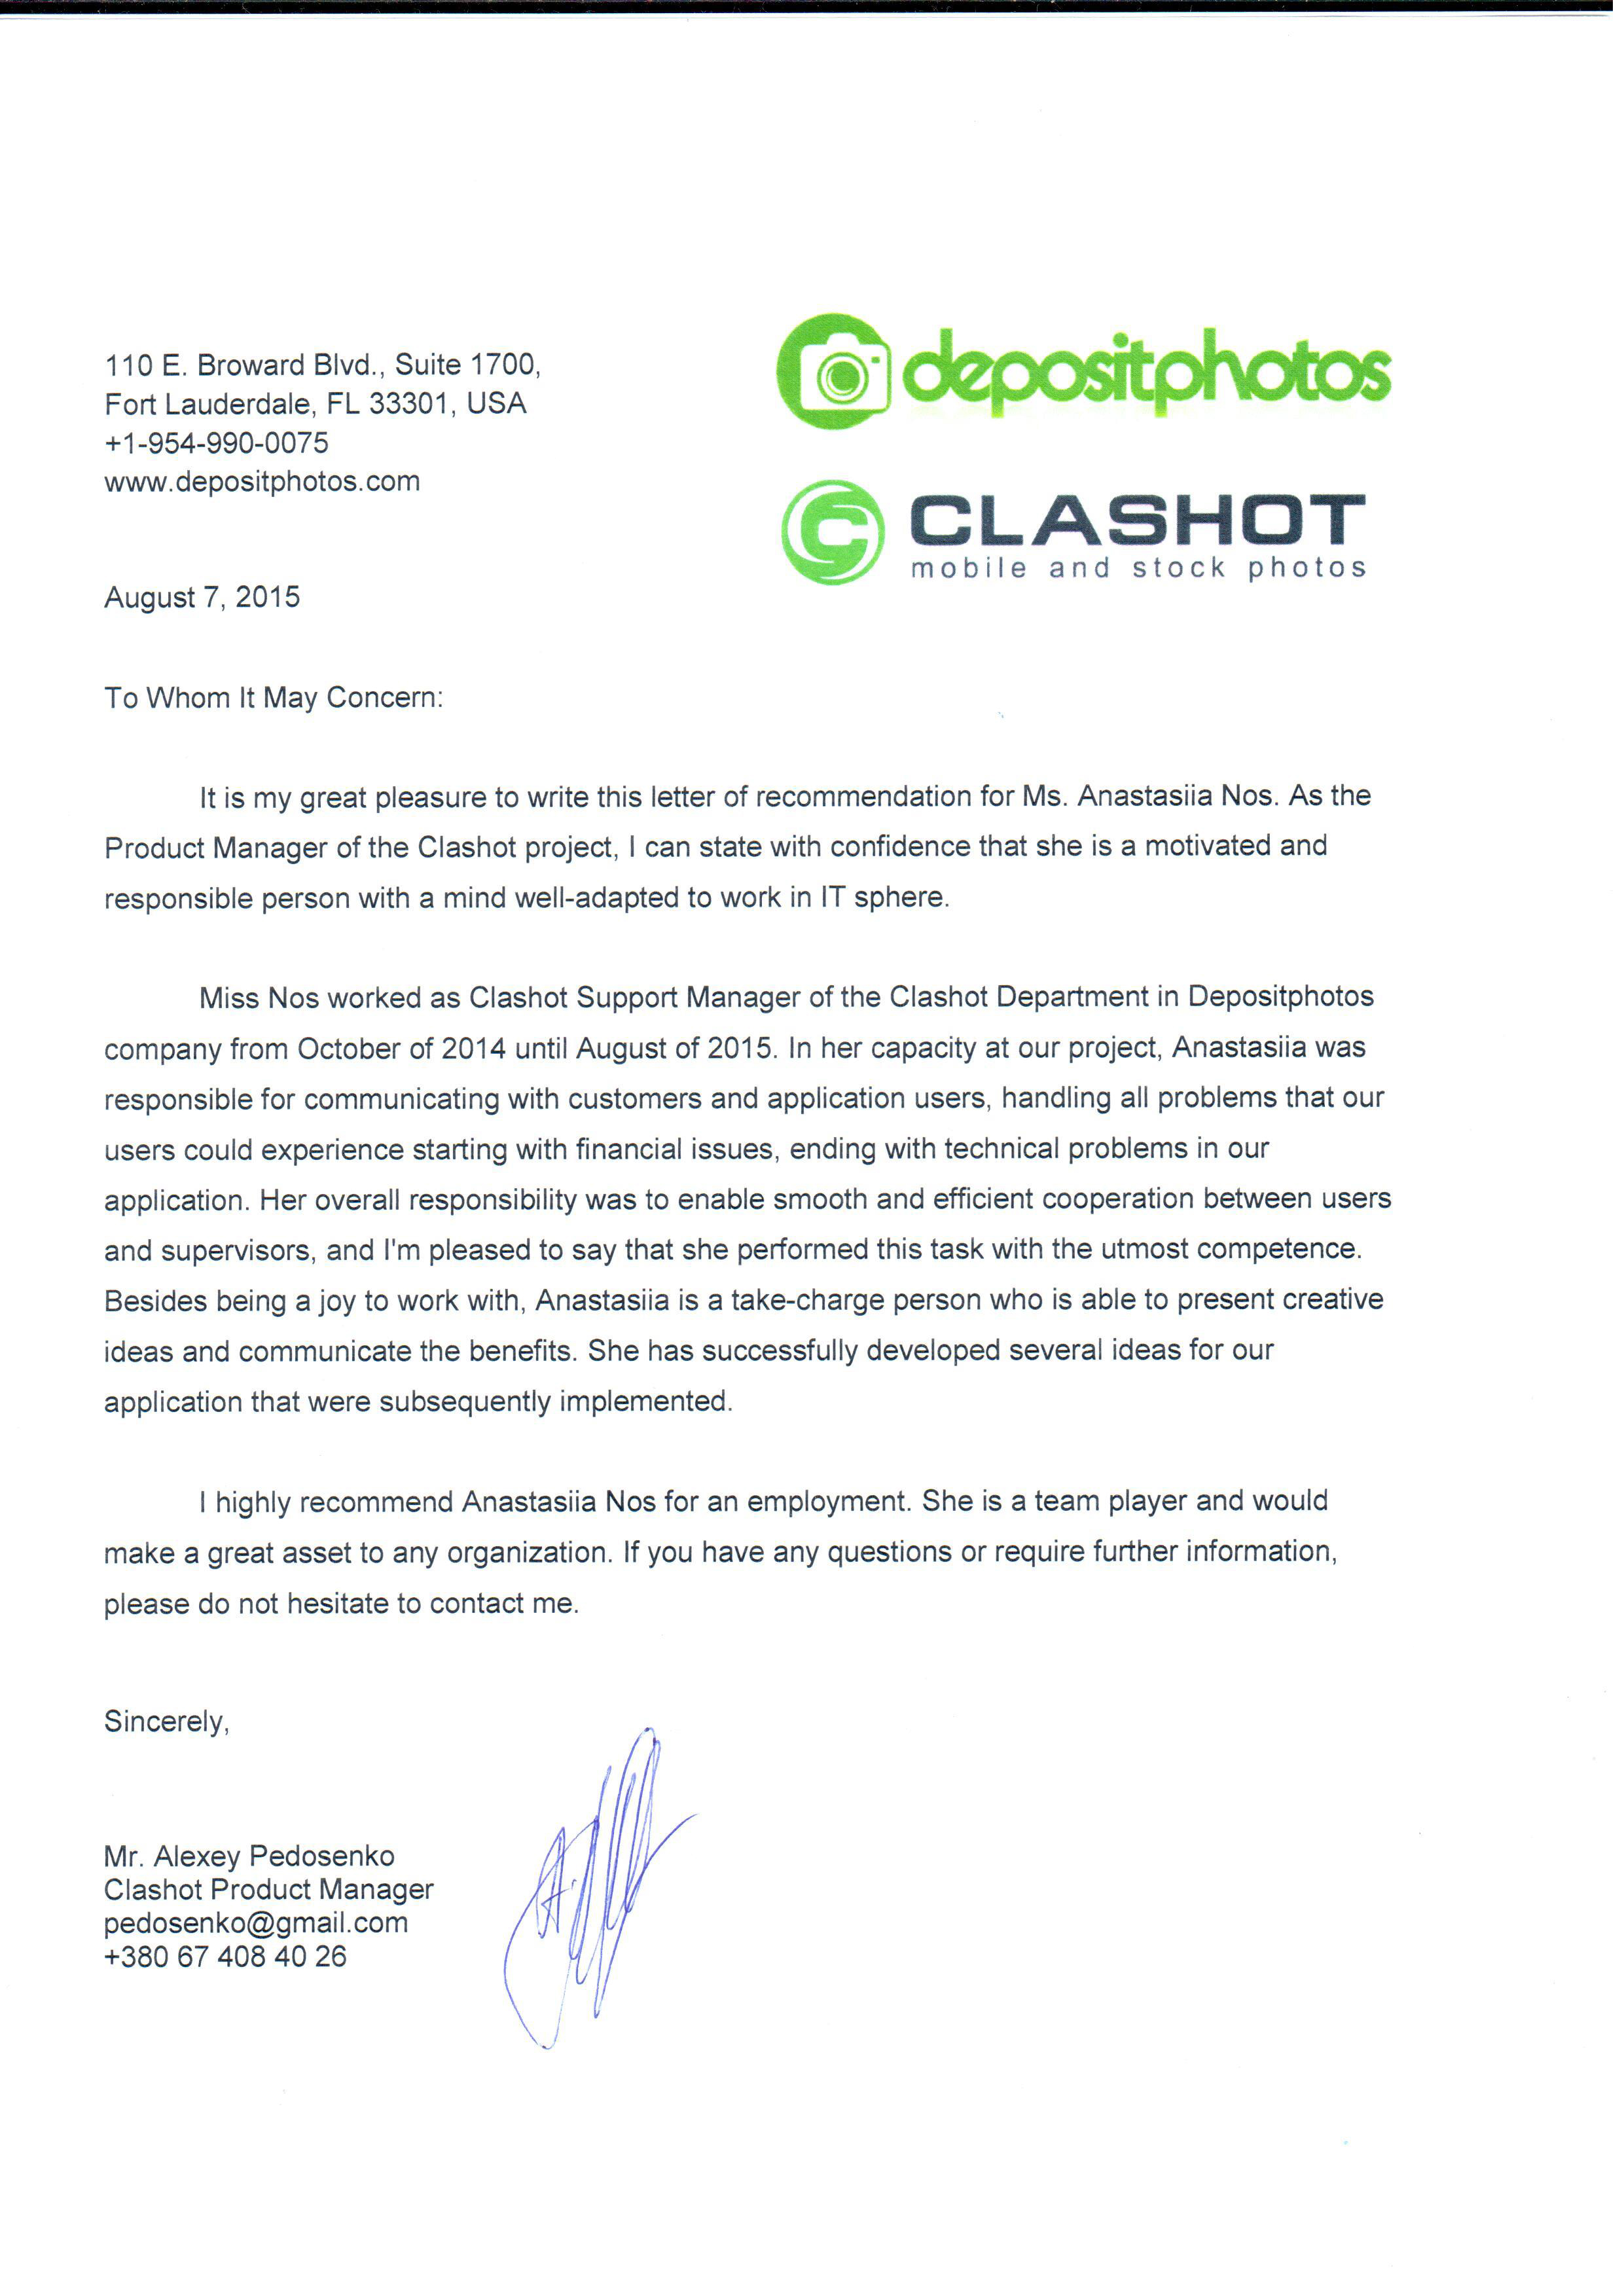 110 E. Broward Blvd., Suite 1700,
Fort Lauderdale, FL 33301, USA
+1-954-990-0075
www.depositphotos.com
depositphotos
CLASHOT
mobile and stock photos
August 7, 2015
To Whom It May Concern:
It is my great pleasure to write this letter of recommendation for Ms. Anastasiia Nos. As the
Product Manager of the Clashot project, I can state with confidence that she is a motivated and
responsible person with a mind well-adapted to work in IT sphere.
Miss Nos worked as Clashot Support Manager of the Clashot Department in Depositphotos
company from October of 2014 until August of 2015. In her capacity at our project, Anastasiia was
responsible for communicating with customers and application users, handling all problems that our
users could experience starting with financial issues, ending with technical problems in our
application. Her overall responsibility was to enable smooth and efficient cooperation between users
and supervisors, and I'm pleased to say that she performed this task with the utmost competence.
Besides being a joy to work with, Anastasiia is a take-charge person who is able to present creative
ideas and communicate the benefits. She has successfully developed several ideas for our
application that were subsequently implemented.
I highly recommend Anastasiia Nos for an employment. She is a team player and would
make a great asset to any organization. If you have any questions or require further information,
please do not hesitate to contact me.
Sincerely,
Mr. Alexey Pedosenko
Clashot Product Manager
pedosenko@gmail.com
+380 67 408 40 26